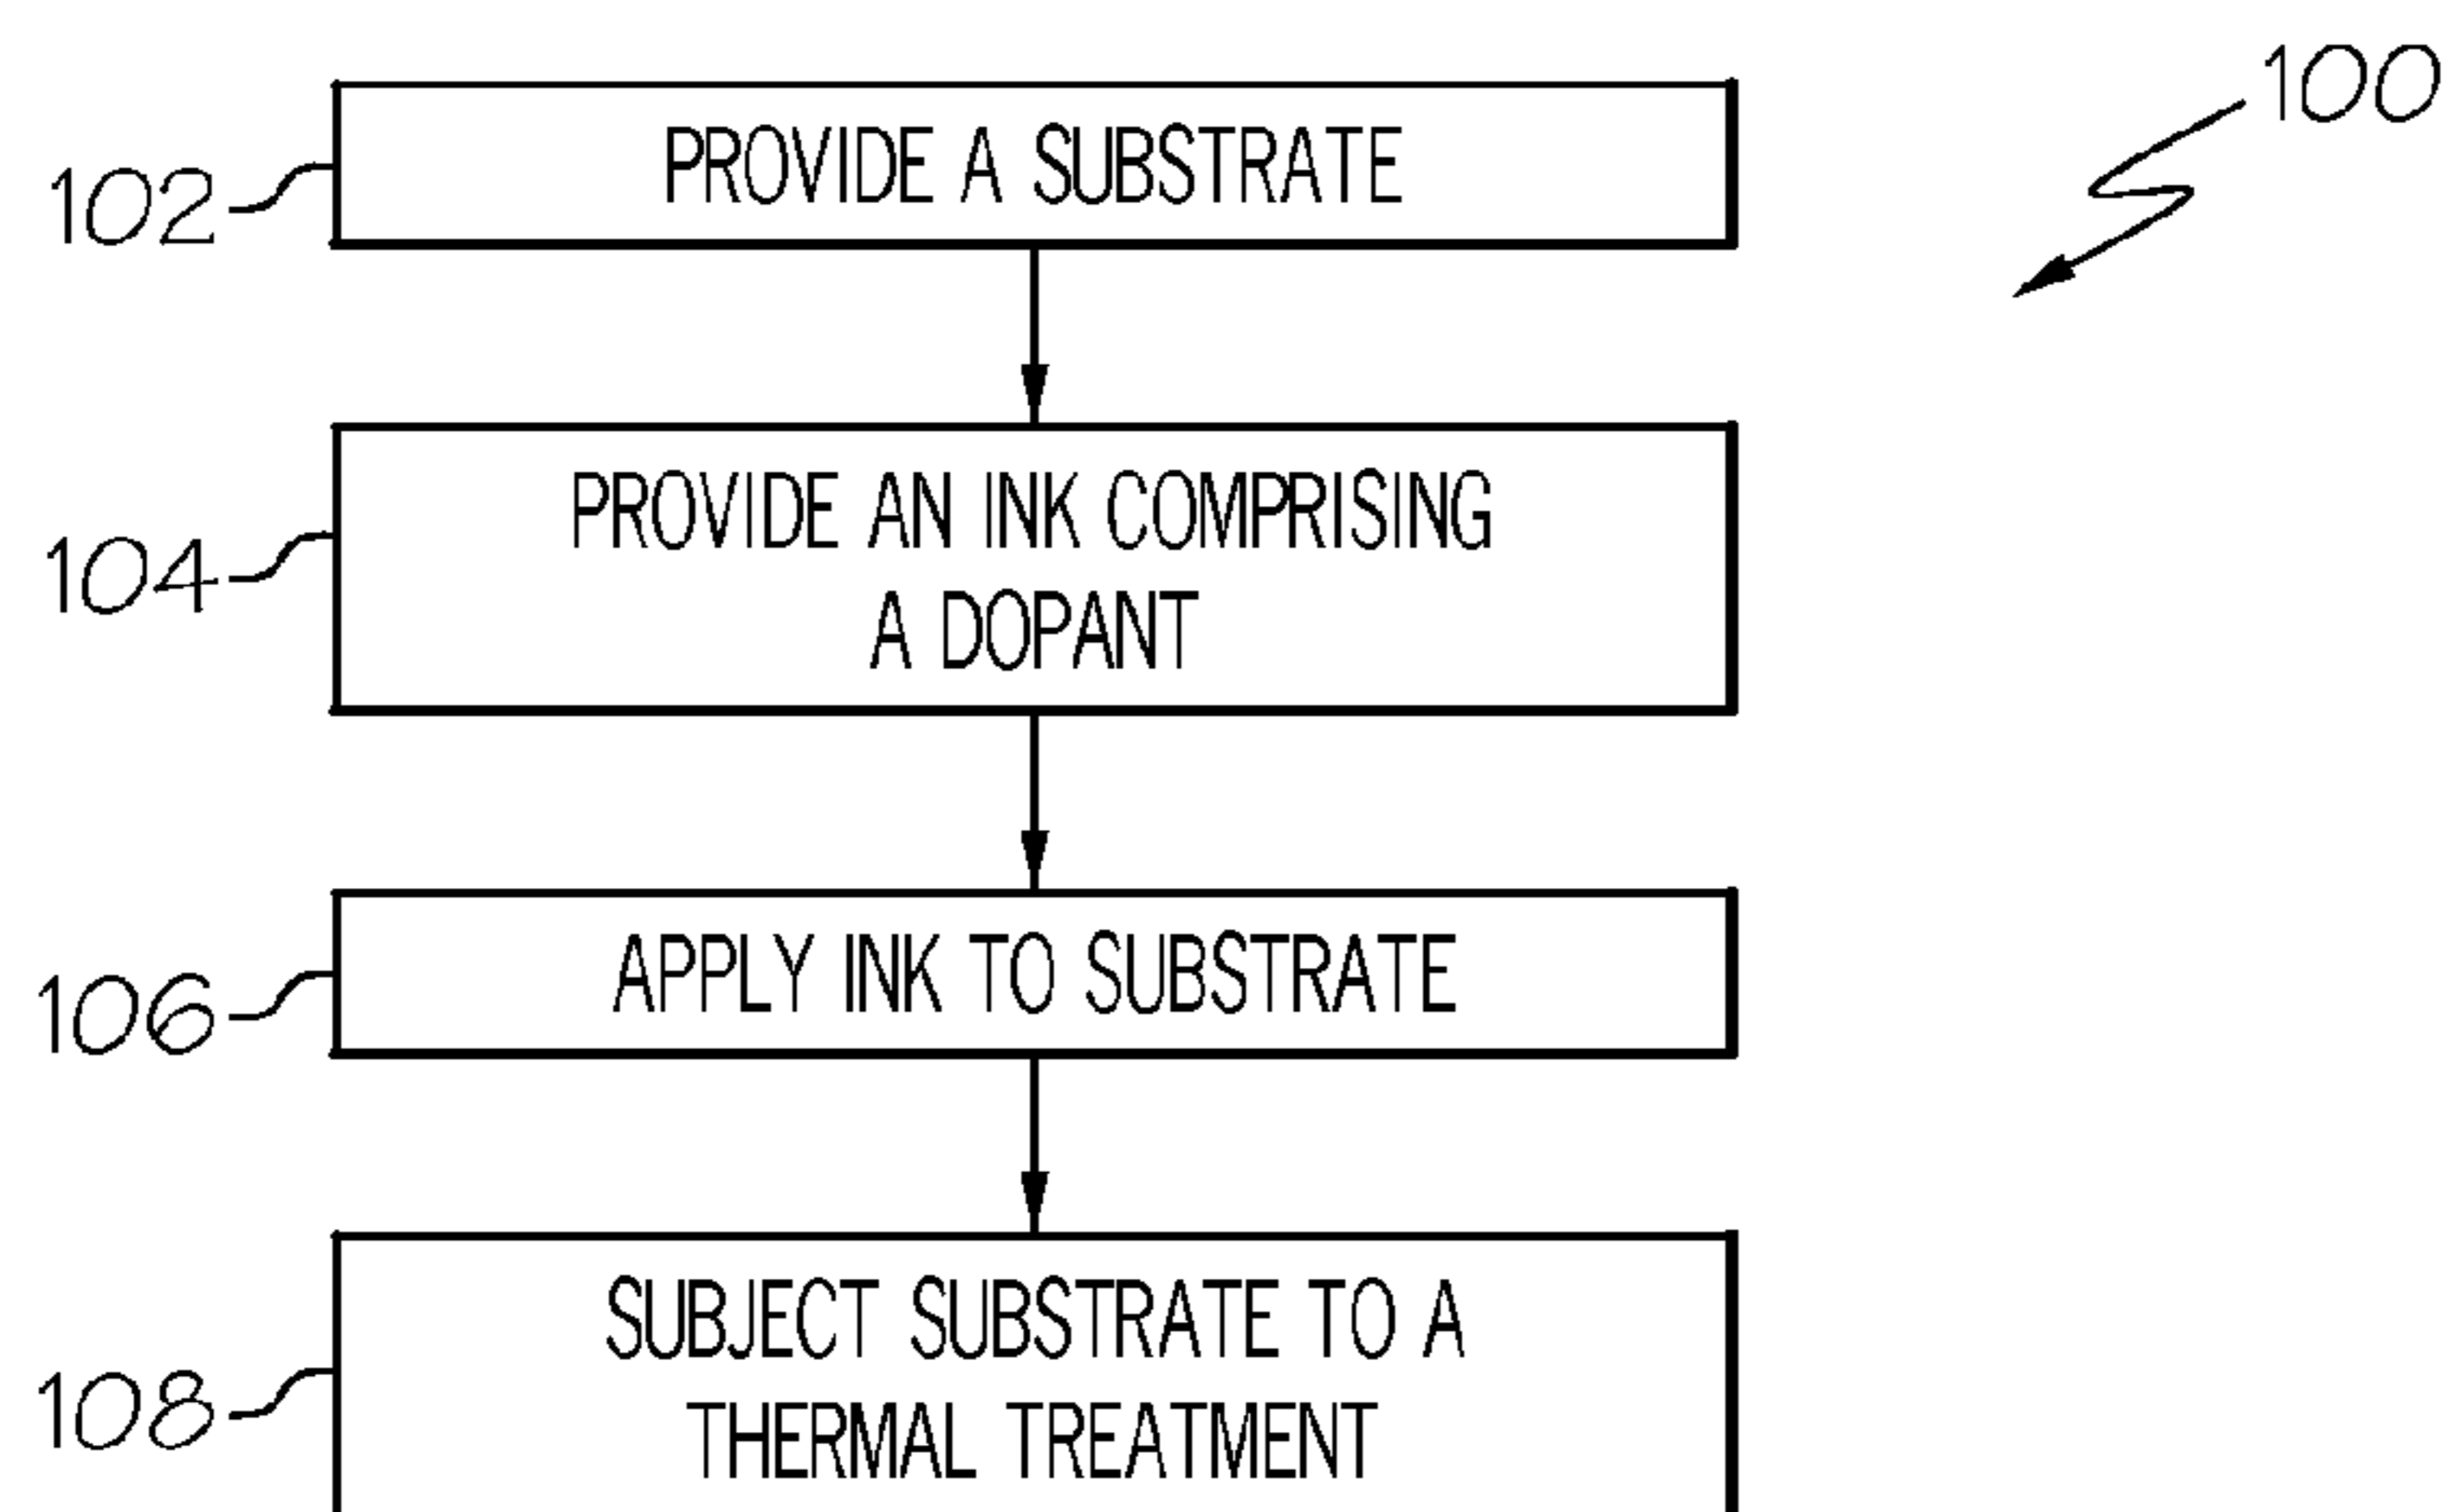 100
102
PROVIDE A SUBSTRATE
104
PROVIDE AN INK COMPRISING
A DOPANT
106
APPLY INK TO SUBSTRATE
108
SUBJECT SUBSTRATE TO A
THERMAL TREATMENT